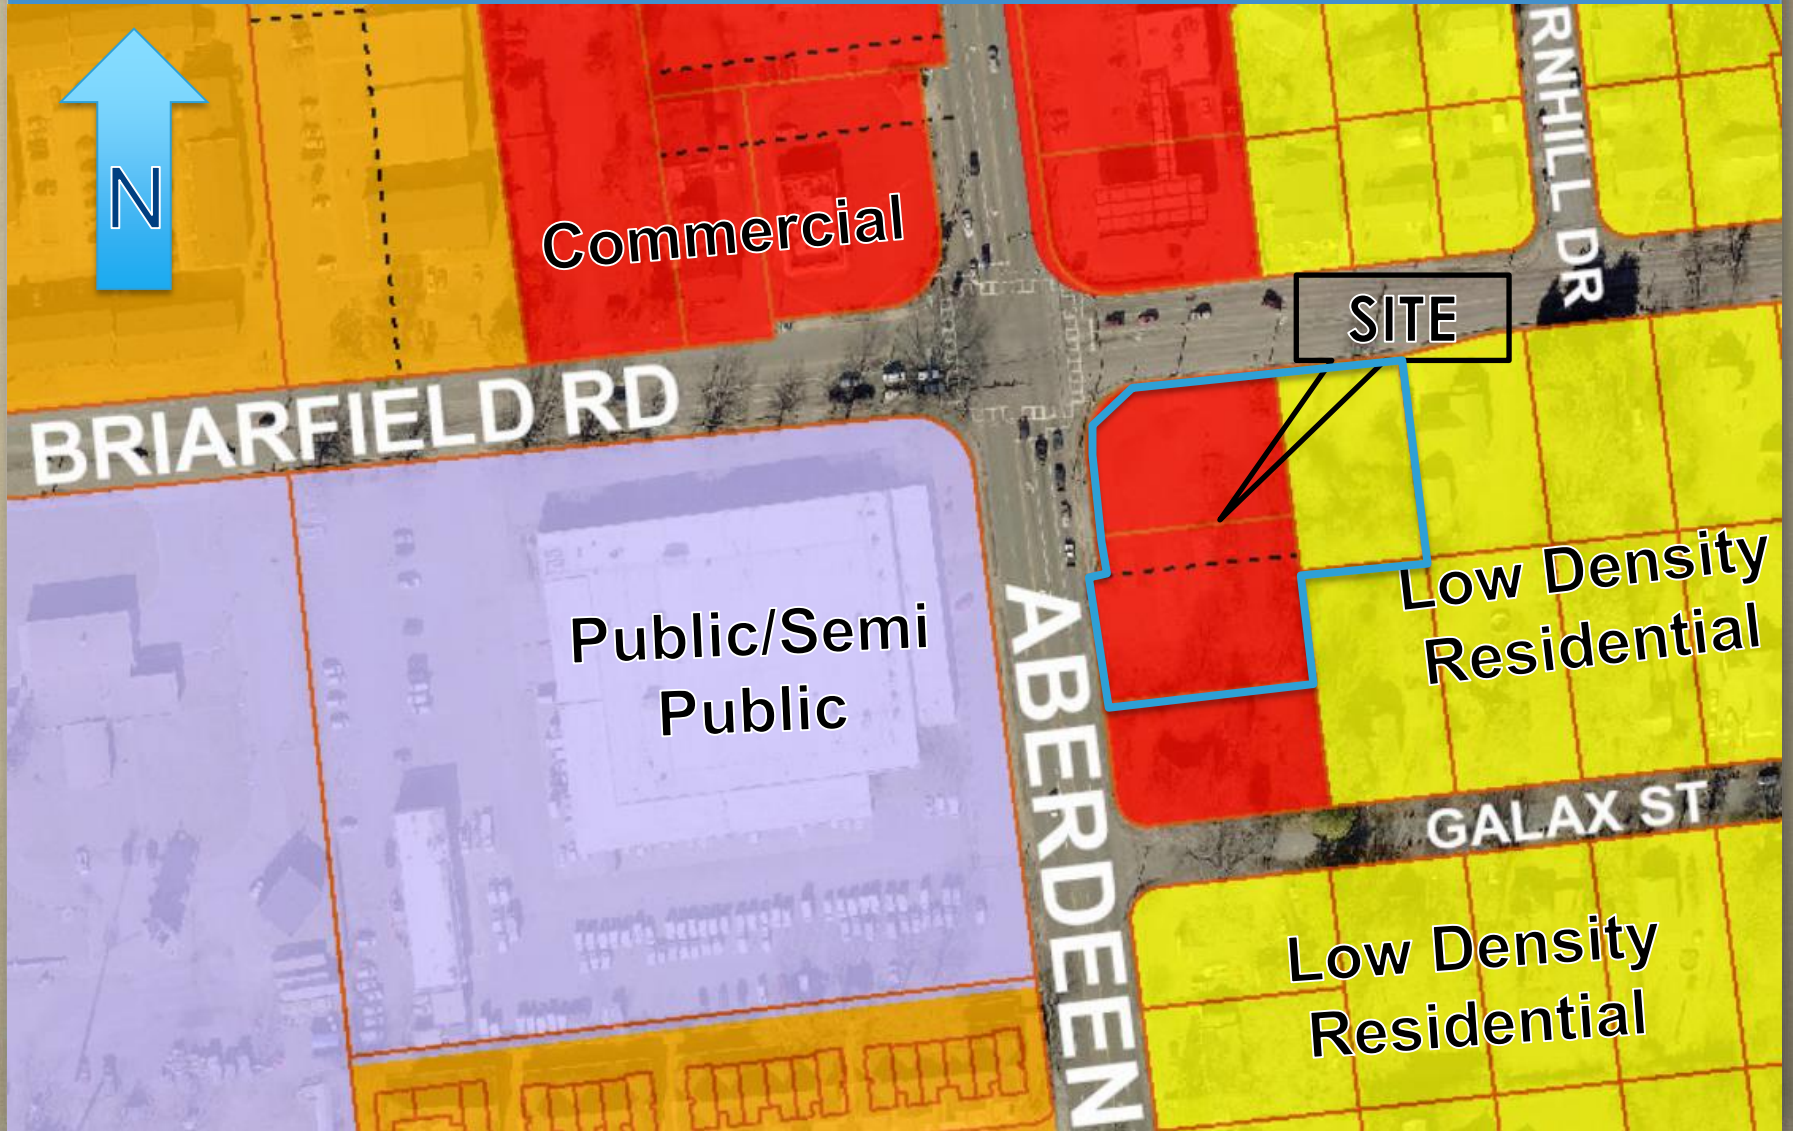 N
RNHILL DR
Commercial
SITE
BRIARFIELD RD
Public/Semi
Public
ABERDEEN
Low Density
Residential
GALAX ST
Low Density
Residential